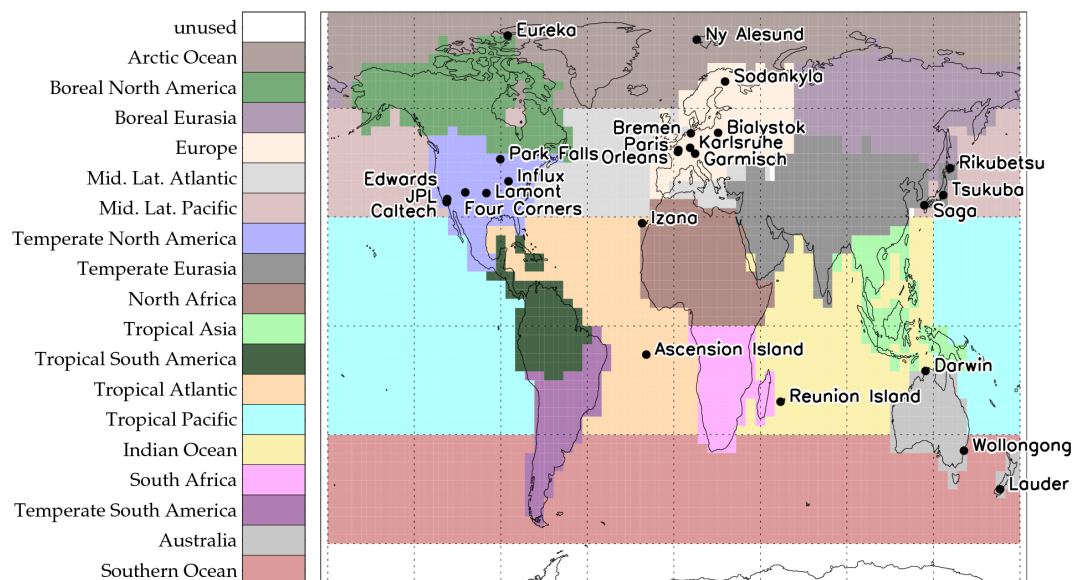 unused
Arctic Ocean
Boreal North America
Boreal Eurasia
Europe
Mid. Lat. Atlantic
Mid. Lat. Pacific
Temperate North America
Temperate Eurasia
North Africa
Tropical Asia
Tropical South America
Tropical Atlantic
Tropical Pacific
Indian Ocean
South Africa
Temperate South America
Australia
Southern Ocean
Eureka
Ny Alesund
Sodankyla
Bremen
Bialystok
Paris
Karlsruhe
Orleans
Garmisch
Park Falls
Rikubetsu
Edwards
Influx
JPL
Lamont
Tsukuba
Caltech
Four Corners
Saga
Izana
Ascension Island
Darwin
Reunion Island
Wollongong
Lauder